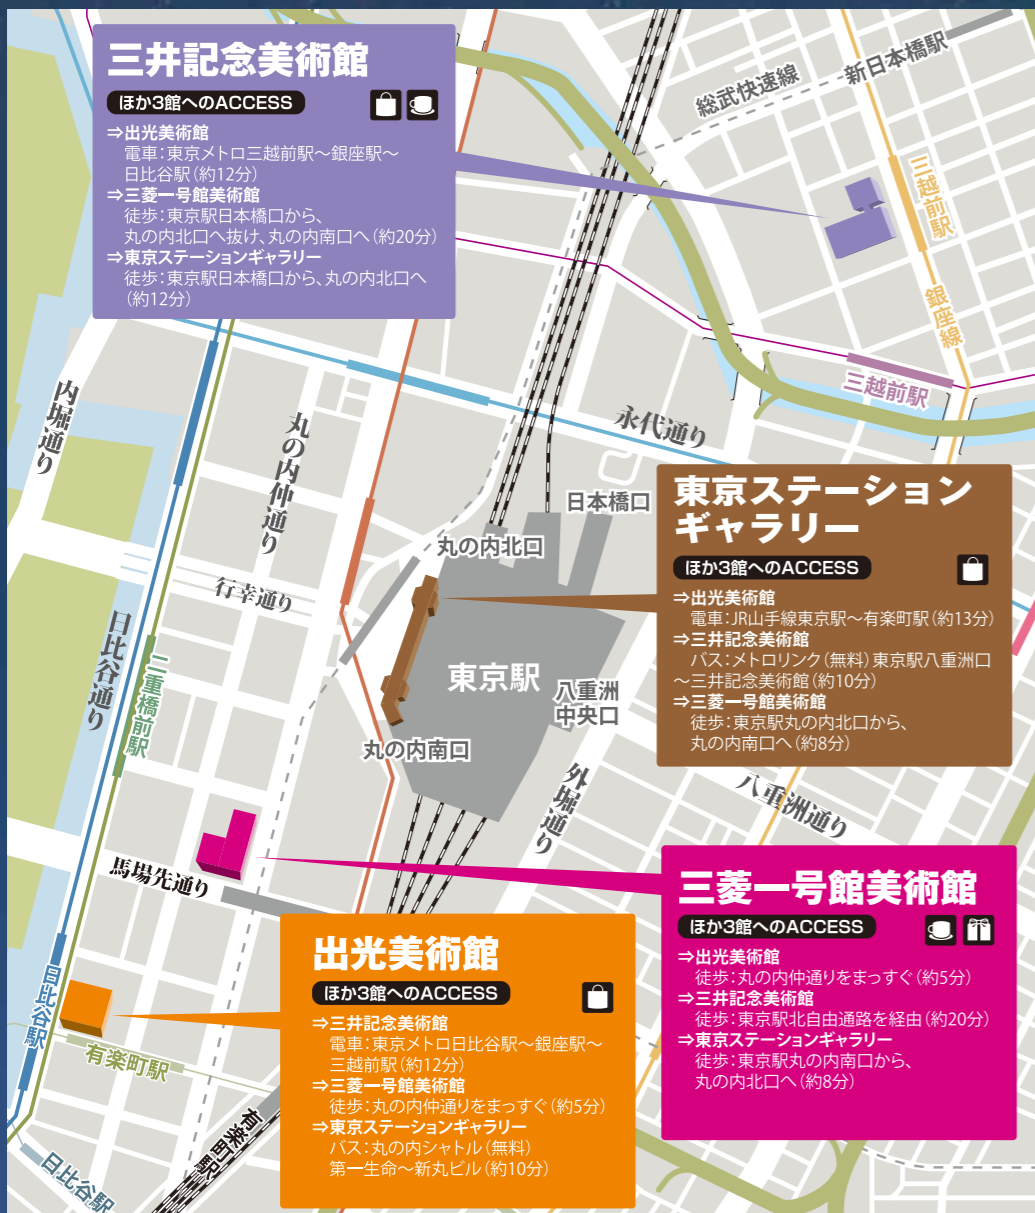 三井記念美術館
ほか3館へのACCESS
⇒出光美術館
電車：東京メトロ三越前駅～銀座駅～
日比谷駅（約12分）
⇒三菱一号館美術館
徒歩：東京駅日本橋口から、
丸の内北口へ抜け、丸の内南口へ（約20分）
⇒東京ステーションギャラリー
徒歩：東京駅日本橋口から、丸の内北口へ
（約12分）
総武快速線
新日本橋駅
三越前駅
銀座線
三越前駅
内堀通り
丸の内仲通り
永代通り
日本橋口
丸の内北口
行幸通り
日比谷通り
二重橋前駅
東京駅
八重洲
中央口
丸の内南口
外堀通り
八重洲通り
馬場先通り
東京ステーション
ギャラリー
ほか3館へのACCESS
⇒出光美術館
電車：JR山手線東京駅～有楽町駅（約13分）
⇒三井記念美術館
バス：メトロリンク（無料）東京駅八重洲口
～三井記念美術館（約10分）
⇒三菱一号館美術館
徒歩：東京駅丸の内北口から、
丸の内南口へ（約8分）
三菱一号館美術館
ほか3館へのACCESS
⇒出光美術館
徒歩：丸の内仲通りをまっすぐ（約5分）
⇒三井記念美術館
徒歩：東京駅北自由通路を経由（約20分）
⇒東京ステーションギャラリー
徒歩：東京駅丸の内南口から、
丸の内北口へ（約8分）
出光美術館
ほか3館へのACCESS
⇒三井記念美術館
電車：東京メトロ日比谷駅～銀座駅～
三越前駅（約12分）
⇒三菱一号館美術館
徒歩：丸の内仲通りをまっすぐ（約5分）
⇒東京ステーションギャラリー
バス：丸の内シャトル（無料）
第一生命～新丸ビル（約10分）
日比谷駅
有楽町駅
有楽町駅
日比谷駅